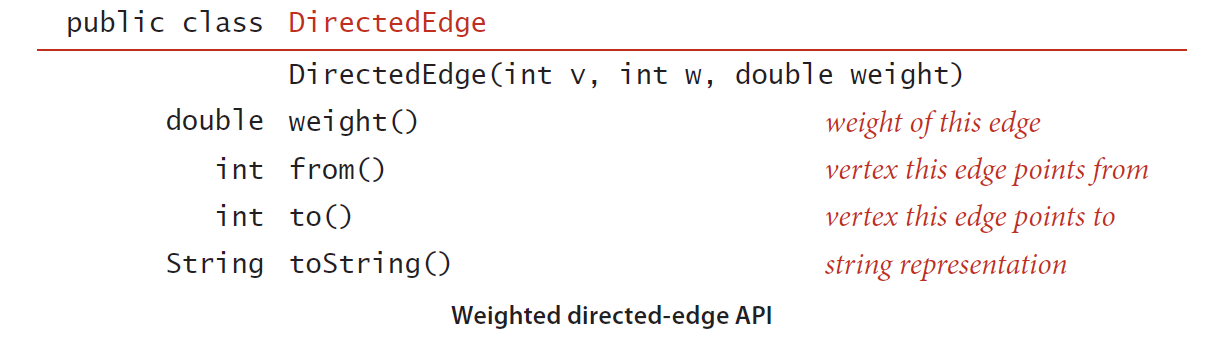 public class DirectedEdge
DirectedEdge(int v, int w, double weight)
double weight() weight of this edge
int from() vertex this edge points from
int to() vertex this edge points to
String toString() string representation
Weighted directed-edge API